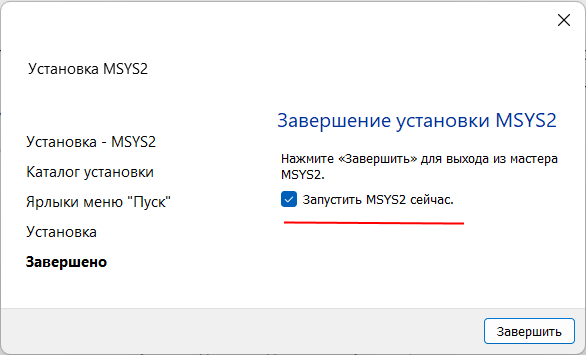 Установка MSYS2
Завершение установки MSYS2
Установка - MSYS2
Каталог установки
Ярлыки меню "Пуск"
Установка
Завершено
Нажмите «Завершить» для выхода из мастера
MSYS2.
Запустить MSYS2 сейчас.
Завершить